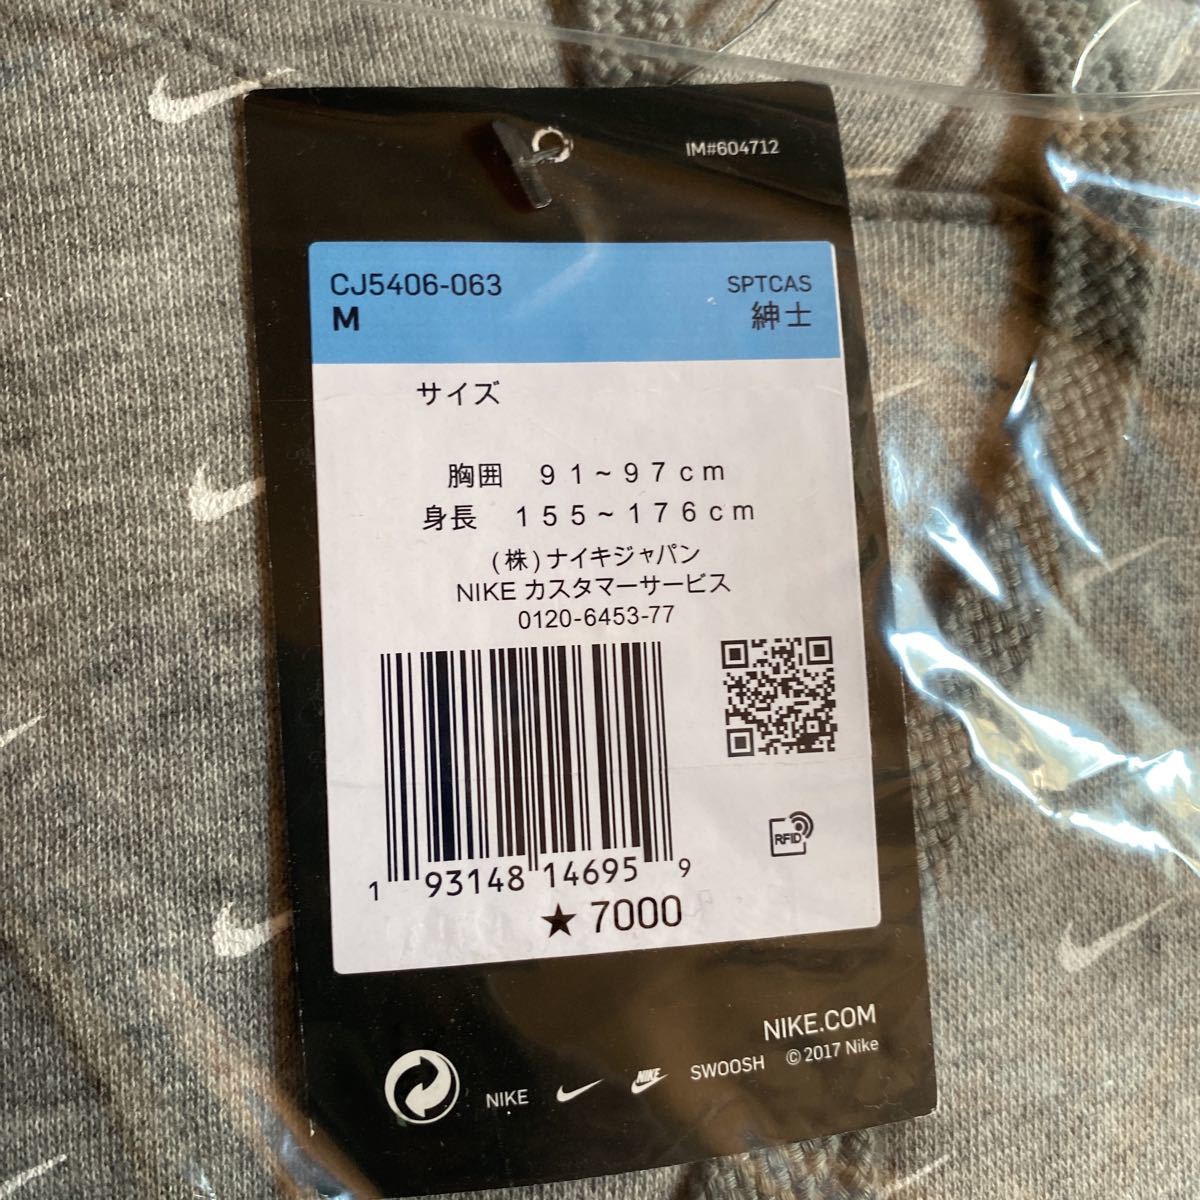 IM#604712
CJ5406-063
SPTCAS
M
紳士
サイズ
胸囲 91~97cm
身長 155~176cm
(株)ナイキジャパン
NIKE カスタマーサービス
0120-6453-77
RFID
1 93148 14695 9
★ 7000
NIKE.COM
NIKE NIKE SWOOSH © 2017 Nike